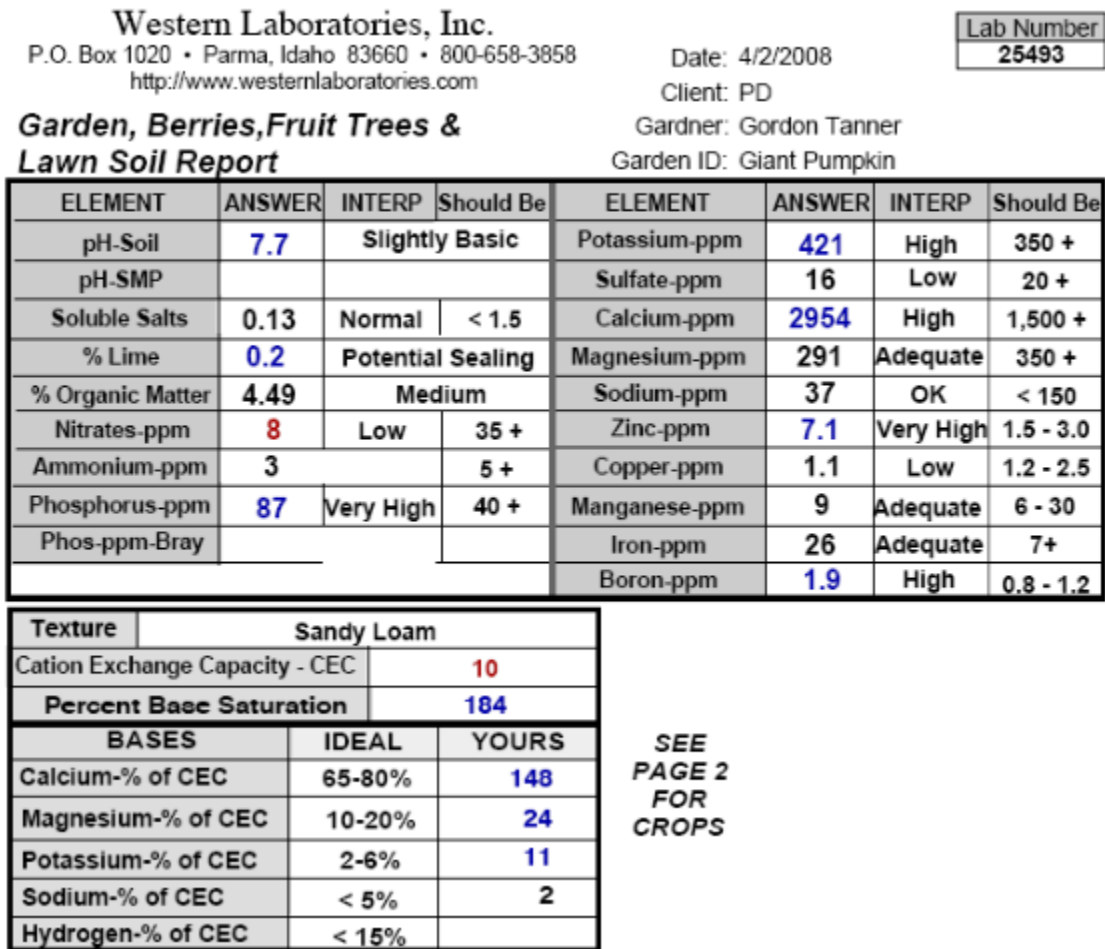 Western Laboratories, Inc.
P.O. Box 1020 • Parma, Idaho 83660 • 800-658-3858
http://www.westernlaboratories.com
Date: 4/2/2008
Client: PD
Gardner: Gordon Tanner
Garden ID: Giant Pumpkin
Lab Number
25493
Garden, Berries,Fruit Trees &
Lawn Soil Report
ELEMENT ANSWER INTERP Should Be
pH-Soil 7.7 Slightly Basic
pH-SMP
Soluble Salts 0.13 Normal < 1.5
% Lime 0.2 Potential Sealing
% Organic Matter 4.49 Medium
Nitrates-ppm 8 Low 35 +
Ammonium-ppm 3 5 +
Phosphorus-ppm 87 Very High 40 +
Phos-ppm-Bray
ELEMENT ANSWER INTERP Should Be
Potassium-ppm 421 High 350 +
Sulfate-ppm 16 Low 20 +
Calcium-ppm 2954 High 1,500 +
Magnesium-ppm 291 Adequate 350 +
Sodium-ppm 37 OK < 150
Zinc-ppm 7.1 Very High 1.5 - 3.0
Copper-ppm 1.1 Low 1.2 - 2.5
Manganese-ppm 9 Adequate 6 - 30
Iron-ppm 26 Adequate 7+
Boron-ppm 1.9 High 0.8 - 1.2
Texture Sandy Loam
Cation Exchange Capacity - CEC 10
Percent Base Saturation 184
BASES IDEAL YOURS
Calcium-% of CEC 65-80% 148
Magnesium-% of CEC 10-20% 24
Potassium-% of CEC 2-6% 11
Sodium-% of CEC < 5% 2
Hydrogen-% of CEC < 15%
SEE
PAGE 2
FOR
CROPS